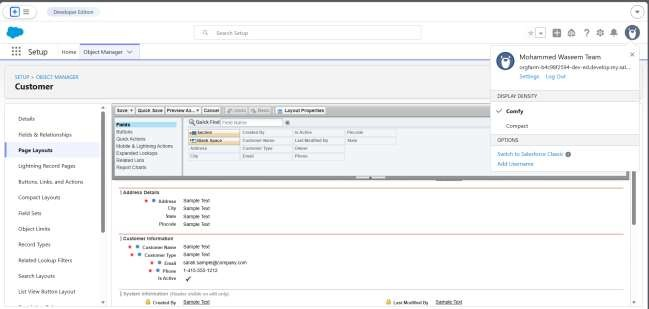 Developer Edition
Search Setup
Setup
Home
Object Manager
SETUP > OBJECT MANAGER
Customer
Details
Fields & Relationships
Page Layouts
Lightning Record Pages
Buttons, Links, and Actions
Compact Layouts
Field Sets
Object Limits
Record Types
Related Lookup Filters
Search Layouts
List View Button Layout
Save
Quick Save
Preview As...
Cancel
Undo
Redo
Layout Properties
Fields
Buttons
Quick Actions
Mobile & Lightning Actions
Expanded Lookups
Related Lists
Report Charts
Quick Find
Field Name
Section
Created By
Is Active
Pincode
Blank Space
Customer Name
Last Modified By
State
Address
Customer Type
Owner
City
Email
Phone
Address Details
Address Sample Text
City Sample Text
State Sample Text
Pincode Sample Text
Customer Information
Customer Name Sample Text
Customer Type Sample Text
Email sarah.sample@company.com
Phone 1-415-555-1212
Is Active
System Information (Header visible on edit only)
Created By Sample Text
Last Modified By Sample Text
Mohammed Waseem Team
Settings
Log Out
DISPLAY DENSITY
Comfy
Compact
OPTIONS
Switch to Salesforce Classic
Add Username